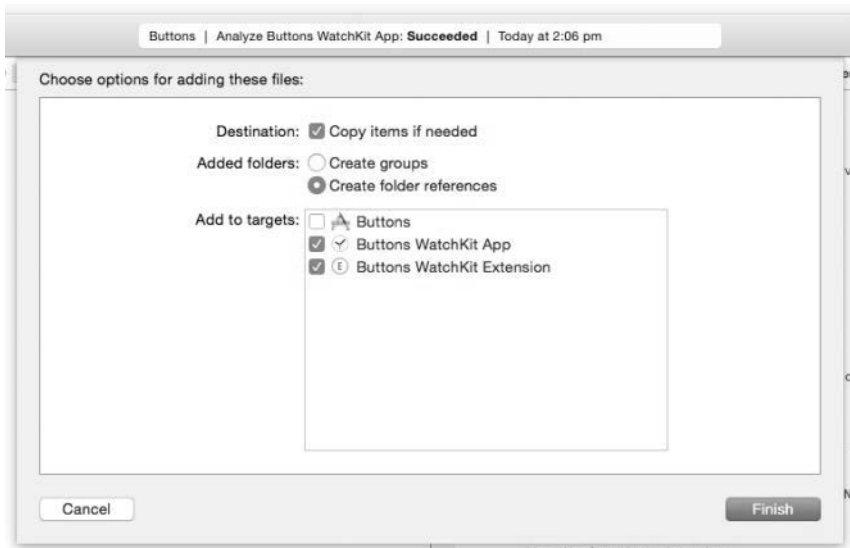 Buttons | Analyze Buttons WatchKit App: Succeeded | Today at 2:06 pm
Choose options for adding these files:
Destination: Copy items if needed
Added folders: Create groups
Create folder references
Add to targets: Buttons
Buttons WatchKit App
E Buttons WatchKit Extension
Cancel Finish